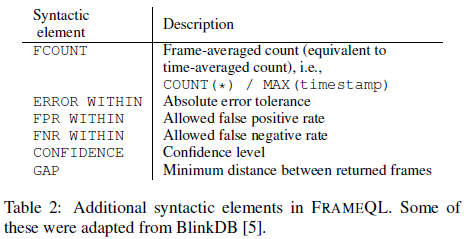 Syntactic
element
Description
FCOUNT
Frame-averaged count (equivalent to
time-averaged count), i.e.,
COUNT(*) / MAX(timestamp)
ERROR WITHIN Absolute error tolerance
FPR WITHIN Allowed false positive rate
FNR WITHIN Allowed false negative rate
CONFIDENCE Confidence level
GAP Minimum distance between returned frames
Table 2: Additional syntactic elements in FRAMEQL. Some of
these were adapted from BlinkDB [5].